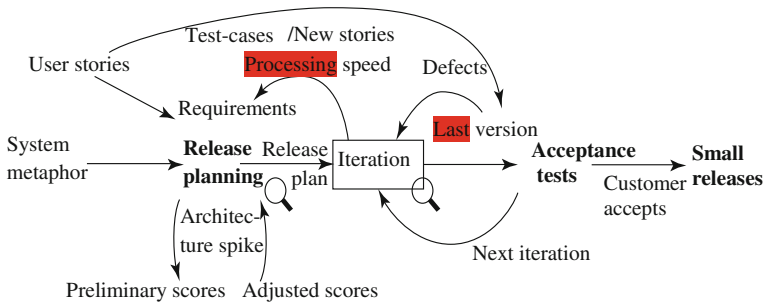 Test-cases /New stories
User stories
Processing speed
Defects
Requirements
Last version
System
metaphor
Release
planning
Release
plan
Iteration
Acceptance
tests
Small
releases
Customer
accepts
Architec-
ture spike
Next iteration
Preliminary scores
Adjusted scores